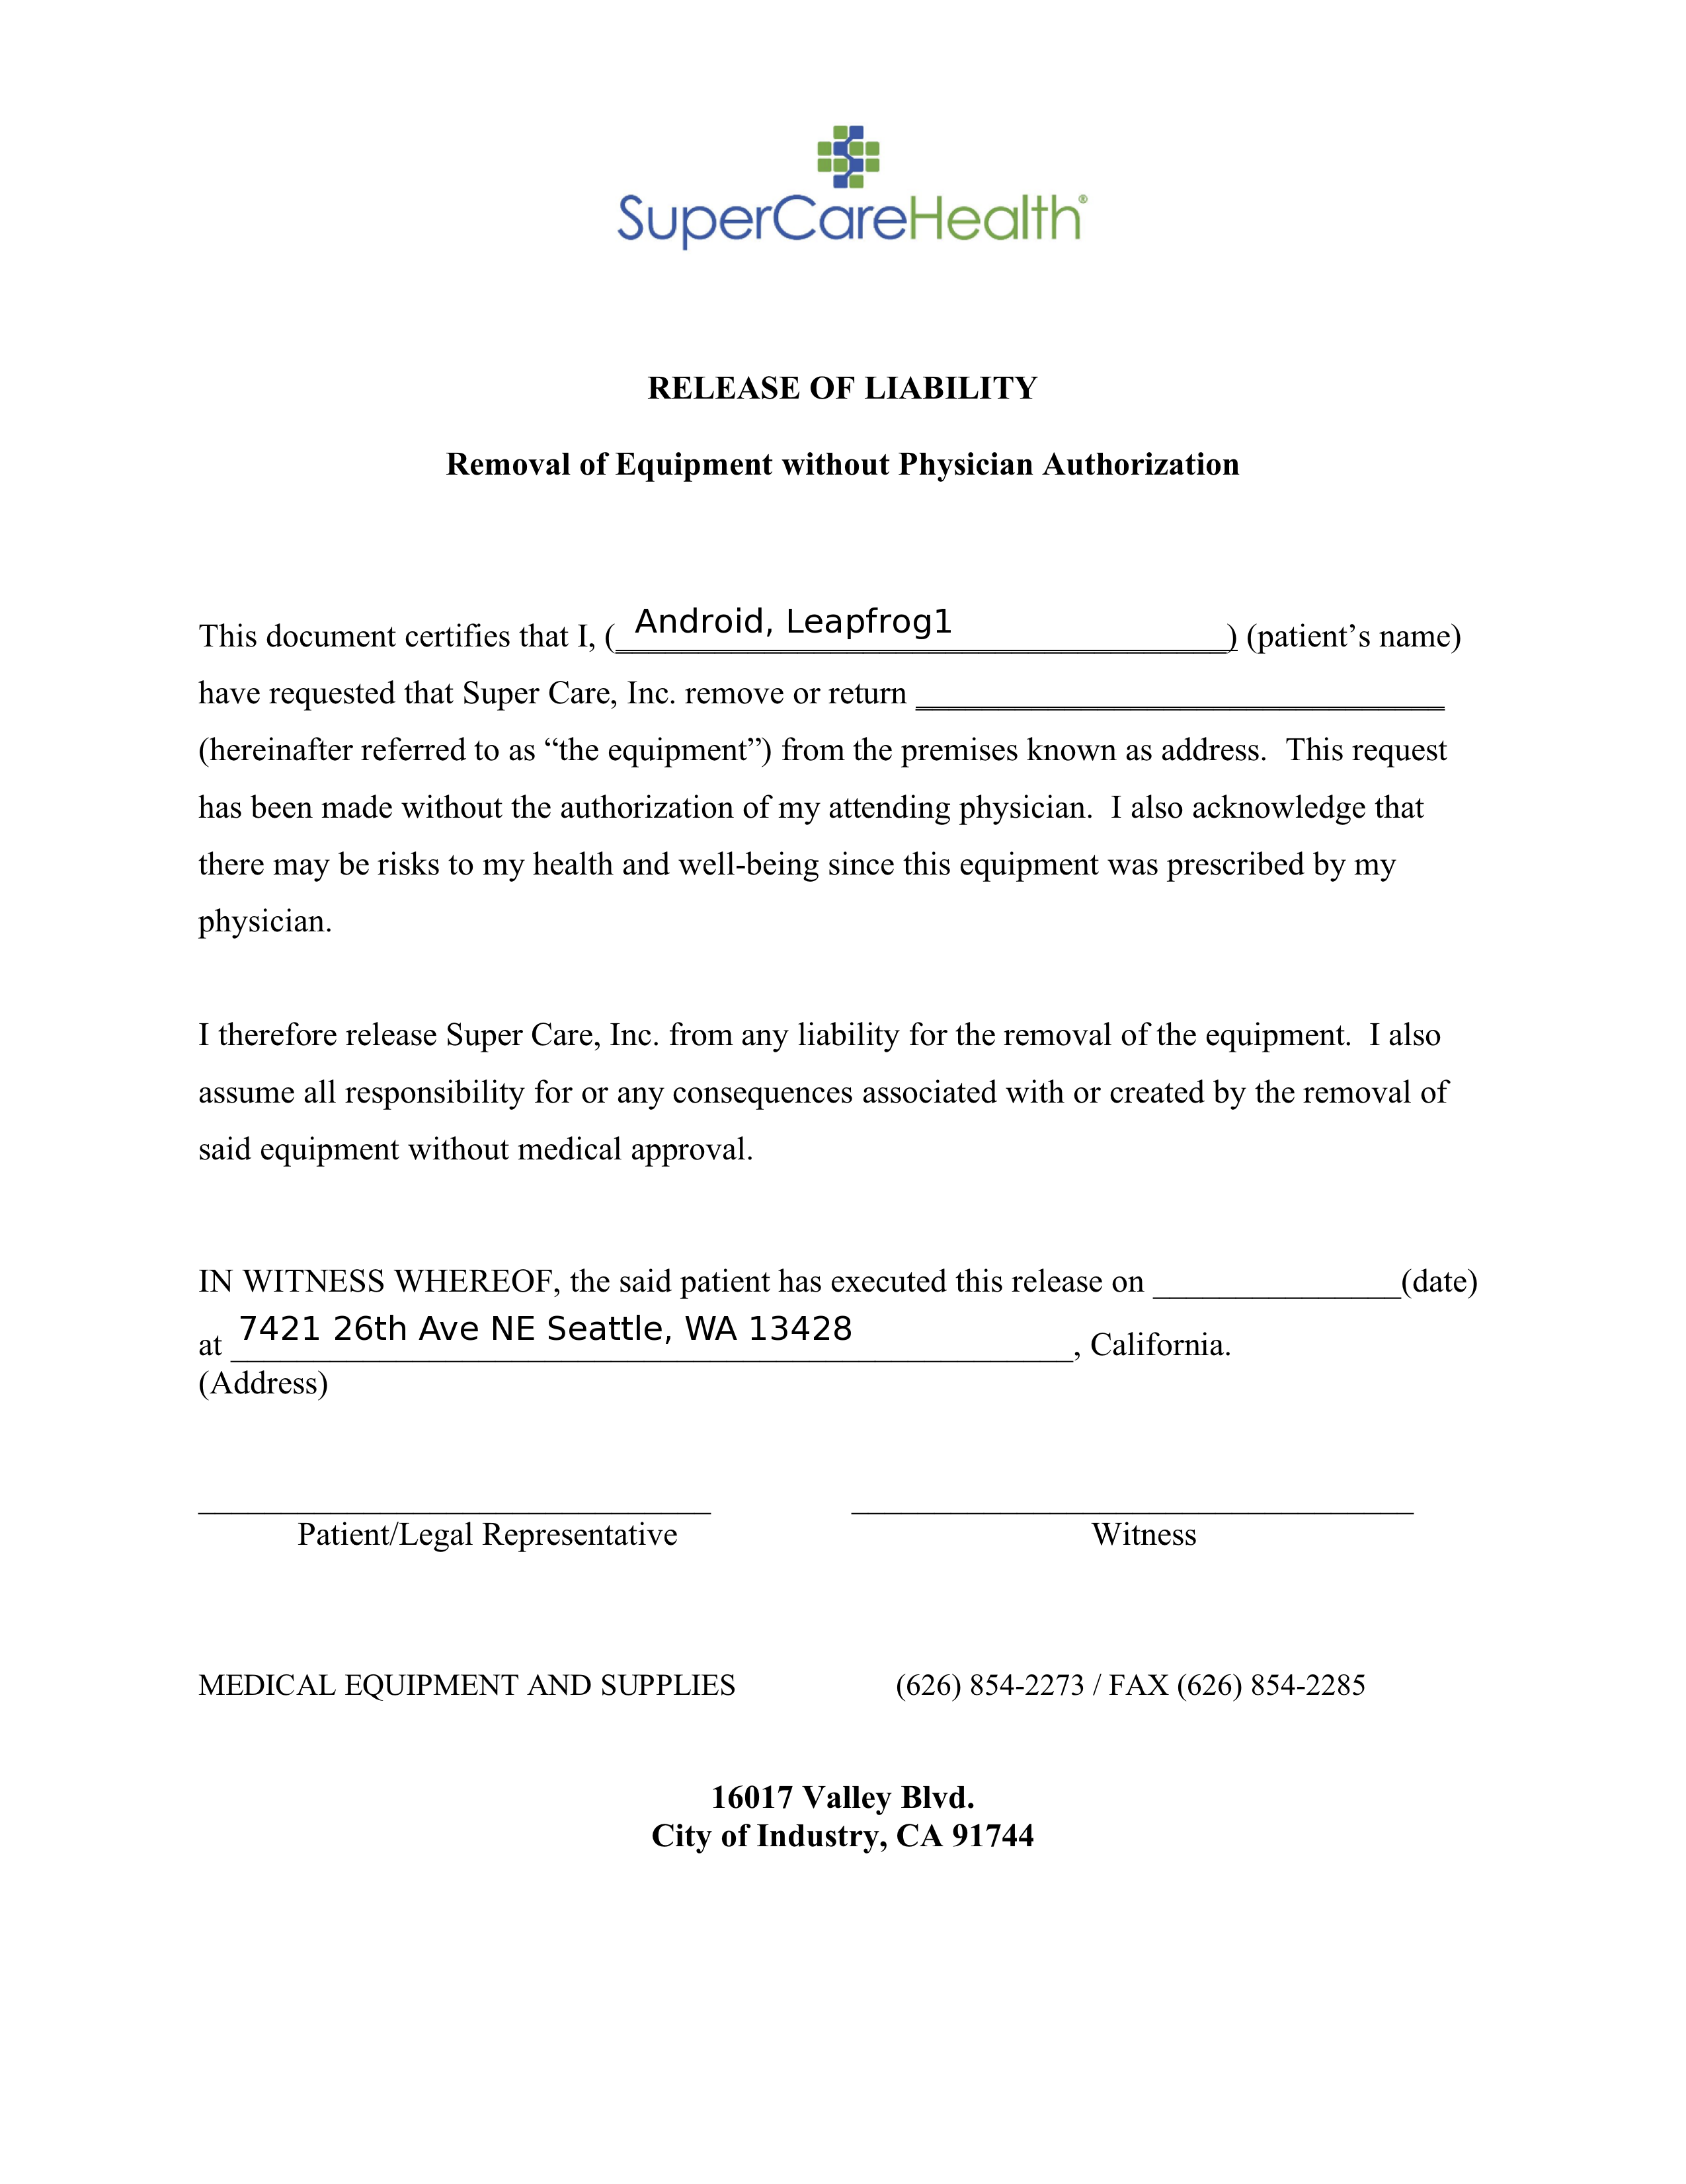 SuperCareHealth®
RELEASE OF LIABILITY
Removal of Equipment without Physician Authorization
This document certifies that I, ( Android, Leapfrog1 ) (patient’s name)
have requested that Super Care, Inc. remove or return ________________________________
(hereinafter referred to as “the equipment”) from the premises known as address. This request
has been made without the authorization of my attending physician. I also acknowledge that
there may be risks to my health and well-being since this equipment was prescribed by my
physician.
I therefore release Super Care, Inc. from any liability for the removal of the equipment. I also
assume all responsibility for or any consequences associated with or created by the removal of
said equipment without medical approval.
IN WITNESS WHEREOF, the said patient has executed this release on _______________(date)
at 7421 26th Ave NE Seattle, WA 13428 , California.
(Address)
Patient/Legal Representative Witness
MEDICAL EQUIPMENT AND SUPPLIES (626) 854-2273 / FAX (626) 854-2285
16017 Valley Blvd.
City of Industry, CA 91744